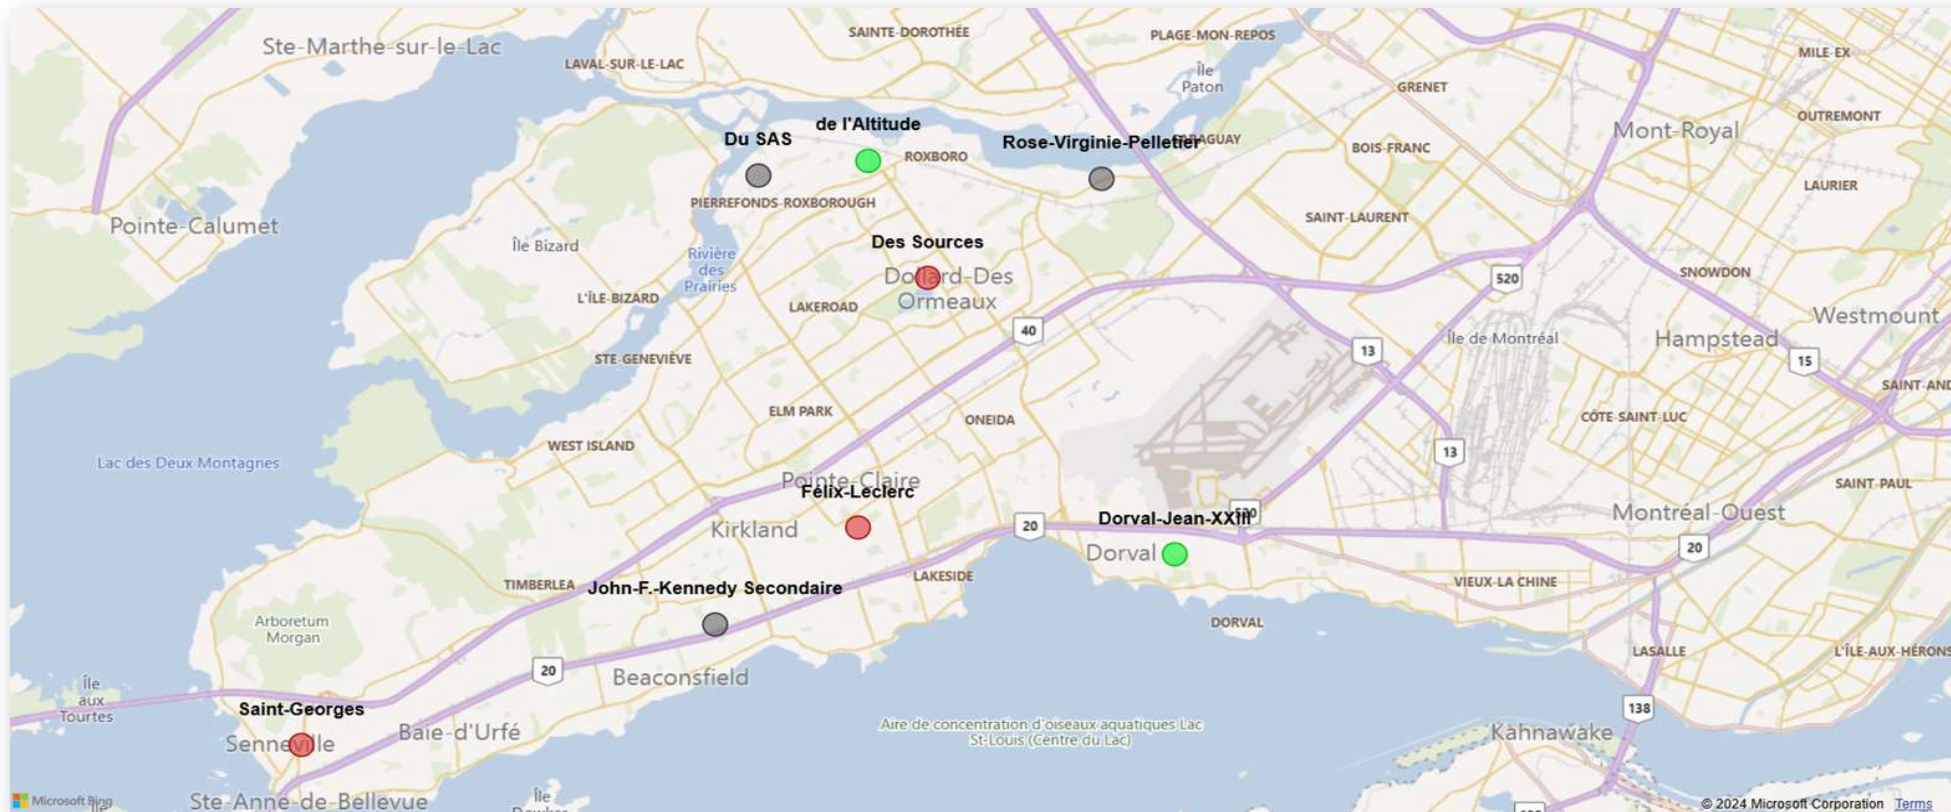 Ste-Marthe-sur-le-Lac
LAVAL-SUR-LE-LAC
SAINTE-DOROTHÉE
PLAGE-MON-REPOS
Île
Paton
MILE-EX
GRENET
OUTREMONT
Mont-Royal
Du SAS
de l'Altitude
ROXBORO
Rose-Virginie-Pelletier
BOIS-FRANC
LAURIER
PIERREFONDS-ROXBOROUGH
Pointe-Calumet
SAINT-LAURENT
Île Bizard
Rivière
des
Prairies
Des Sources
Dollard-Des
Ormeaux
520
SNOWDON
L'ÎLE-BIZARD
LAKEROAD
Westmount
40
Île de Montréal
Hampstead
13
15
STE-GENEVIÈVE
ELM PARK
ONEIDA
CÔTE-SAINT-LUC
WEST ISLAND
13
Lac des Deux Montagnes
Pointe-Claire
Félix-Leclerc
SAINT-PAUL
Kirkland
20
Dorval-Jean-XXIII
520
Montréal-Ouest
Dorval
20
TIMBERLEA
John-F.-Kennedy Secondaire
LAKESIDE
VIEUX-LA CHINE
Arboretum
Morgan
DORVAL
LASALLE
L'ÎLE-AUX-HÉRONS
20
Beaconsfield
Île
aux
Tourtes
Saint-Georges
Senneville
Baie-d'Urfé
Aire de concentration d'oiseaux aquatiques Lac
St-Louis (Centre du Lac)
138
Kahnawake
Microsoft Bing
Ste-Anne-de-Bellevue
Île
© 2024 Microsoft Corporation Terms